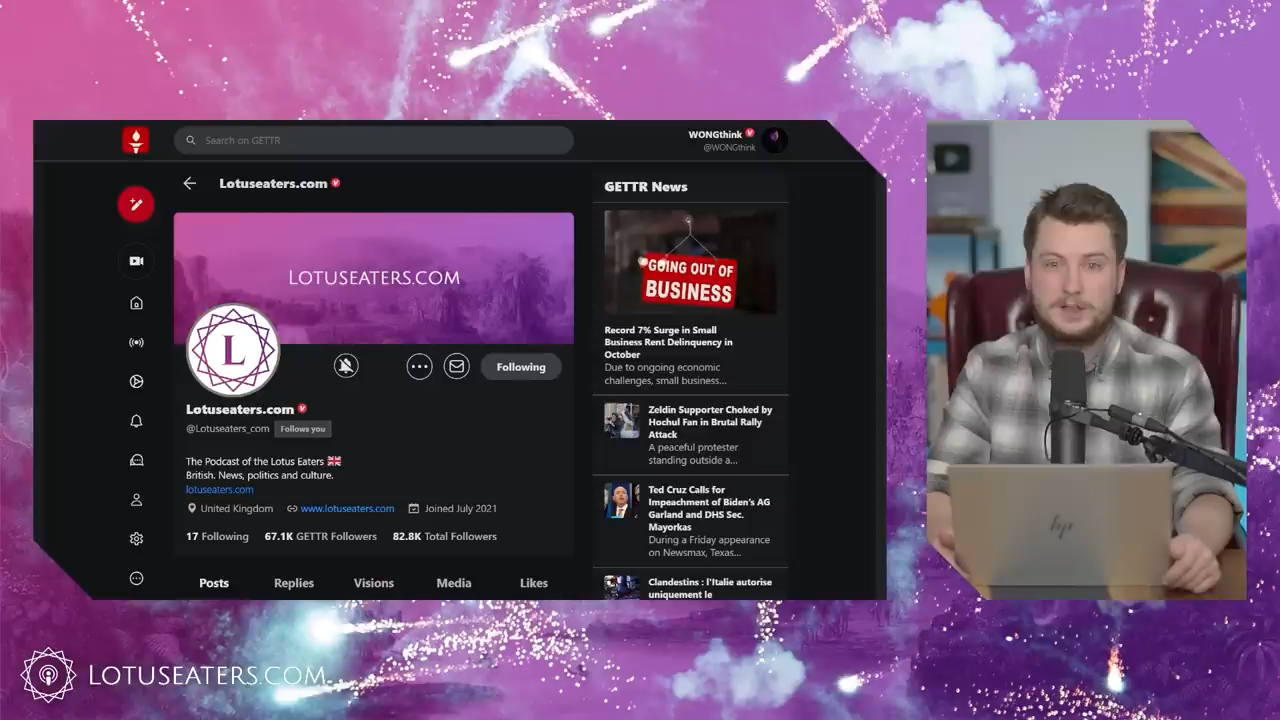 Search on GETTR
WONGthink
@WONGthink
Lotuseaters.com
LOTUSEATERS.COM
L
Following
Lotuseaters.com
@Lotuseaters_com
Follows you
The Podcast of the Lotus Eaters 🇬🇧
British. News, politics and culture.
lotuseaters.com
United Kingdom
www.lotuseaters.com
Joined July 2021
17 Following
67.1K GETTR Followers
82.8K Total Followers
Posts
Replies
Visions
Media
Likes
GETTR News
GOING OUT OF
BUSINESS
Record 7% Surge in Small
Business Rent Delinquency in
October
Due to ongoing economic
challenges, small business...
Zeldin Supporter Choked by
Hochul Fan in Brutal Rally
Attack
A peaceful protester
standing outside a...
Ted Cruz Calls for
Impeachment of Biden's AG
Garland and DHS Sec.
Mayorkas
During a Friday appearance
on Newsmax, Texas...
Clandestins : l'Italie autorise
uniquement le
hp
LOTUSEATERS.COM